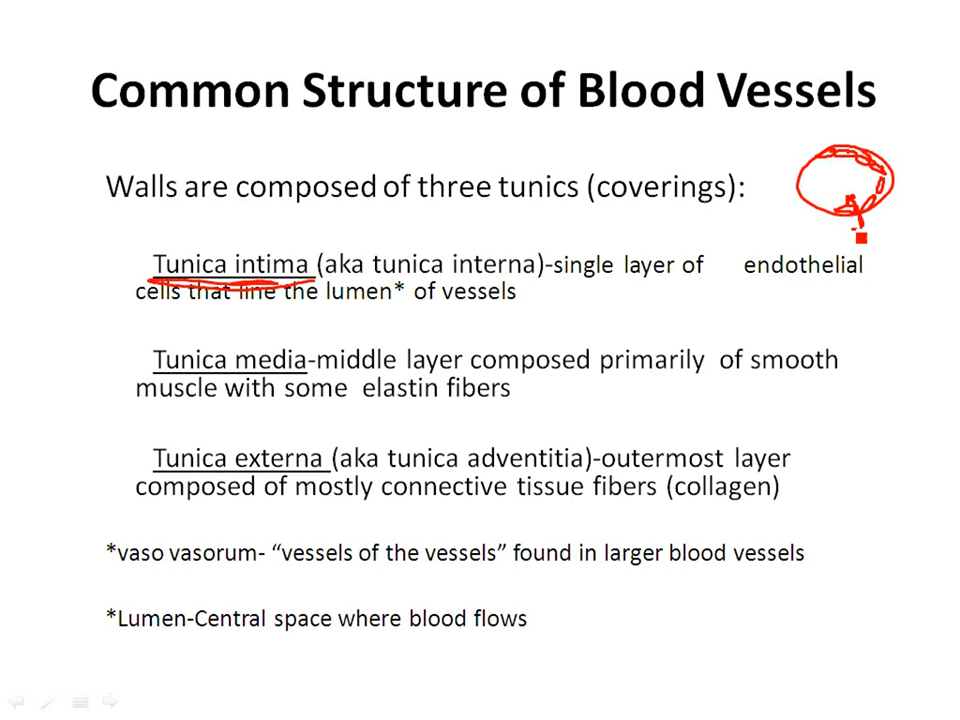 Common Structure of Blood Vessels
Walls are composed of three tunics (coverings):
Tunica intima (aka tunica interna)-single layer of endothelial
cells that line the lumen* of vessels
Tunica media-middle layer composed primarily of smooth
muscle with some elastin fibers
Tunica externa (aka tunica adventitia)-outermost layer
composed of mostly connective tissue fibers (collagen)
*vaso vasorum- “vessels of the vessels” found in larger blood vessels
*Lumen-Central space where blood flows